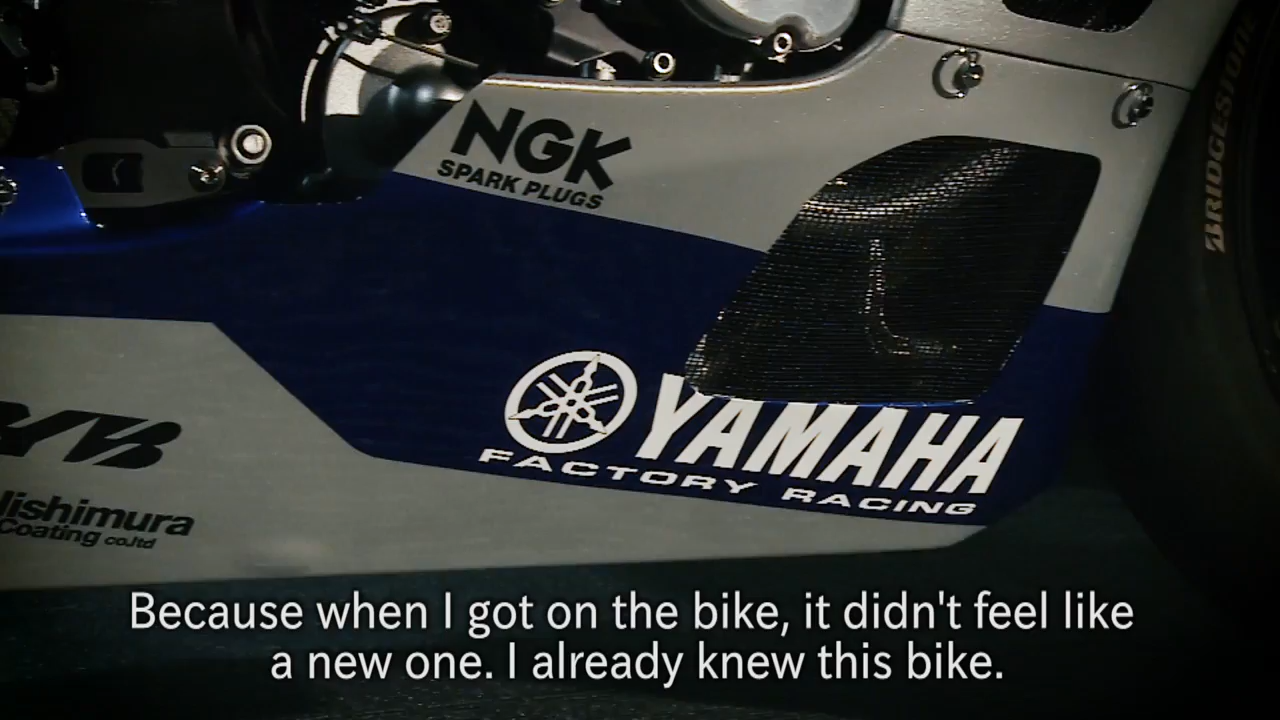 NGK
SPARK PLUGS
BRIDGESTONE
YAMAHA
FACTORY RACING
Coating co.ltd
Because when I got on the bike, it didn't feel like
a new one. I already knew this bike.